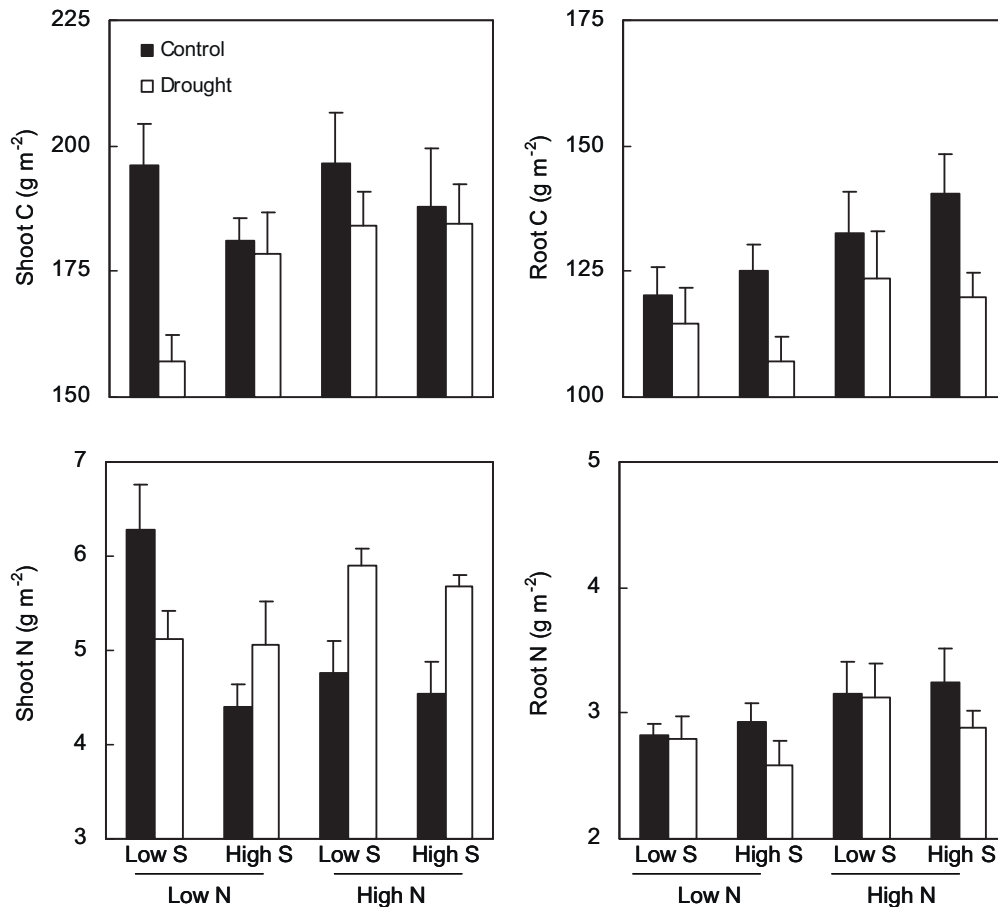 225
200
175
150
Shoot C (g m⁻²)
Control
Drought
175
150
125
100
Root C (g m⁻²)
7
6
5
4
3
Shoot N (g m⁻²)
Low S High S Low S High S
Low N High N
5
4
3
2
Root N (g m⁻²)
Low S High S Low S High S
Low N High N